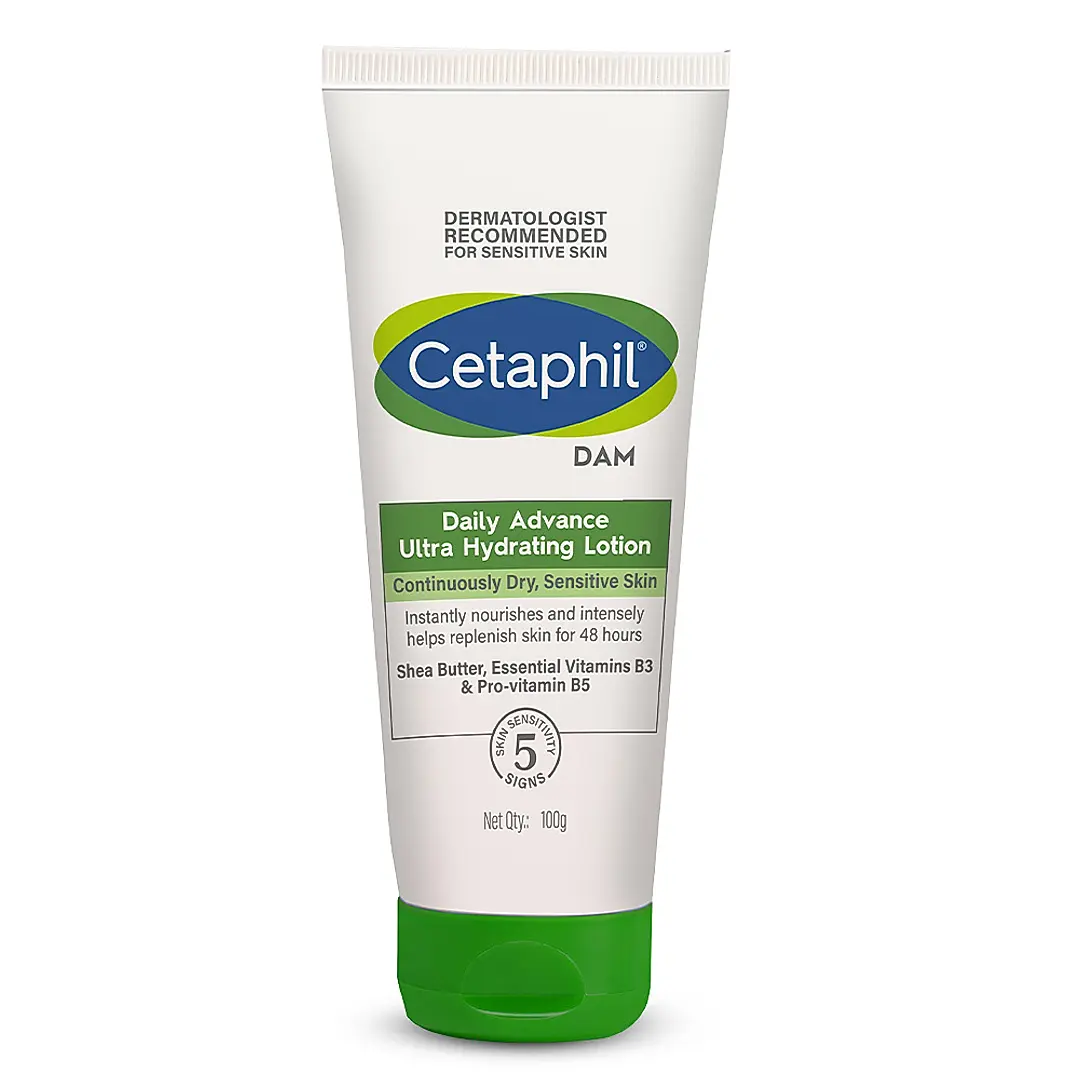 DERMATOLOGIST
RECOMMENDED
FOR SENSITIVE SKIN
Cetaphil®
DAM
Daily Advance
Ultra Hydrating Lotion
Continuously Dry, Sensitive Skin
Instantly nourishes and intensely
helps replenish skin for 48 hours
Shea Butter, Essential Vitamins B3
& Pro-vitamin B5
SKIN SENSITIVITY
5
SIGNS
Net Qty.: 100g